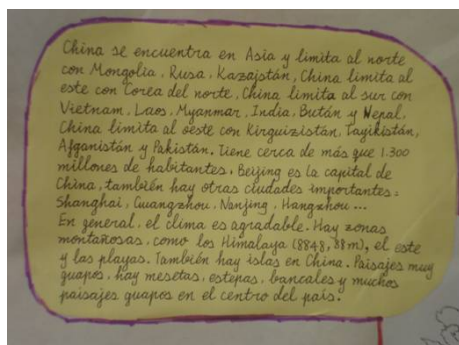 China se encuentra en Asia y limita al norte
con Mongolia, Rusa, Kazajstán, China limita al
este con Corea del norte, China limita al sur con
Vietnam, Laos, Myanmar, India, Bután y Nepal,
China limita al oeste con Kirguizistán, Tayikistán,
Afganistán y Pakistán. Tiene cerca de más que 1.300
millones de habitantes. Beijing es la capital de
China, también hay otras ciudades importantes:
Shanghai, Guangzhou, Nanjing, Hangzhou ...
En general, el clima es agradable. Hay zonas
montañosas, como los Himalaya (8848,88m), el este
y las playas. También hay islas en China. Paisajes muy
guapos, hay mesetas, estepas, bancales y muchos
paisajes guapos en el centro del país.